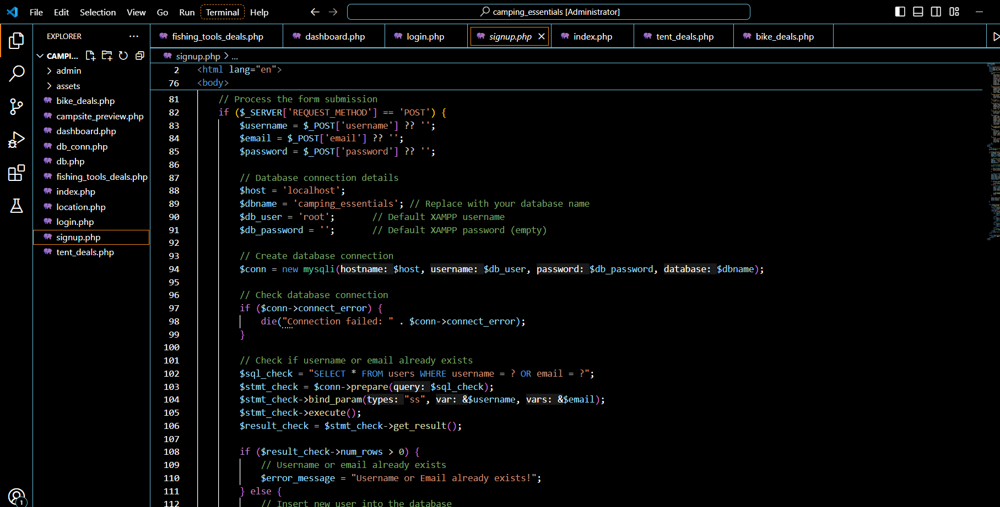 File Edit Selection View Go Run Terminal Help
camping_essentials [Administrator]
EXPLORER
CAMPI...
admin
assets
bike_deals.php
campsite_preview.php
dashboard.php
db_conn.php
db.php
fishing_tools_deals.php
index.php
location.php
login.php
signup.php
tent_deals.php
1
fishing_tools_deals.php dashboard.php login.php signup.php index.php tent_deals.php bike_deals.php
signup.php > ...
2 <html lang="en">
76 <body>
81 // Process the form submission
82 if ($_SERVER['REQUEST_METHOD'] == 'POST') {
83 $username = $_POST['username'] ?? '';
84 $email = $_POST['email'] ?? '';
85 $password = $_POST['password'] ?? '';
86
87 // Database connection details
88 $host = 'localhost';
89 $dbname = 'camping_essentials'; // Replace with your database name
90 $db_user = 'root'; // Default XAMPP username
91 $db_password = ''; // Default XAMPP password (empty)
92
93 // Create database connection
94 $conn = new mysqli(hostname: $host, username: $db_user, password: $db_password, database: $dbname);
95
96 // Check database connection
97 if ($conn->connect_error) {
98 die("Connection failed: " . $conn->connect_error);
99 }
100
101 // Check if username or email already exists
102 $sql_check = "SELECT * FROM users WHERE username = ? OR email = ?";
103 $stmt_check = $conn->prepare(query: $sql_check);
104 $stmt_check->bind_param(types: "ss", var: &$username, vars: &$email);
105 $stmt_check->execute();
106 $result_check = $stmt_check->get_result();
107
108 if ($result_check->num_rows > 0) {
109 // Username or email already exists
110 $error_message = "Username or Email already exists!";
111 } else {
112 // Insert new user into the database